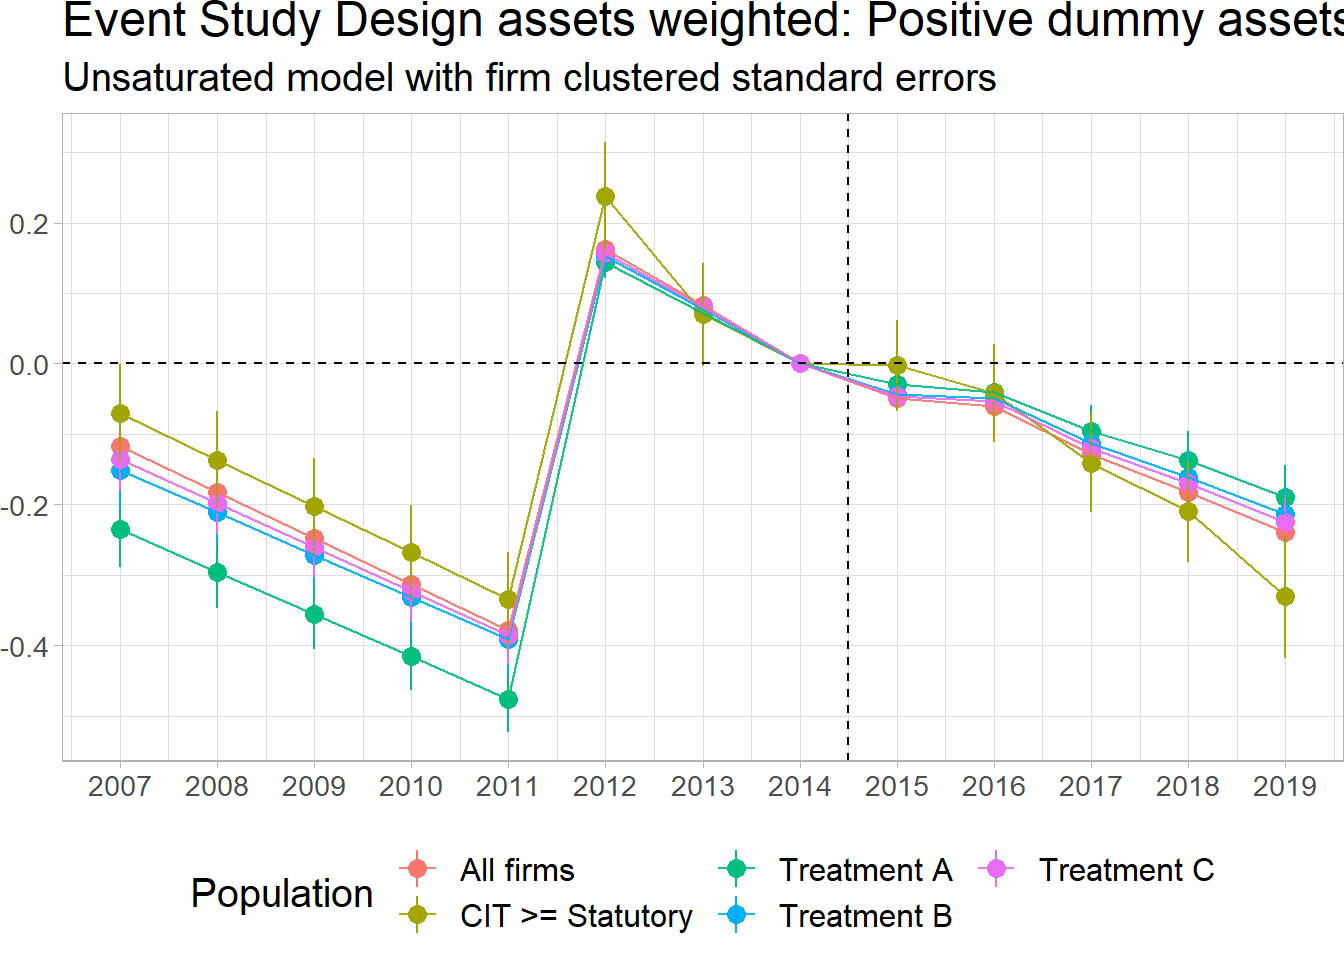 Event Study Design assets weighted: Positive dummy assets
Unsaturated model with firm clustered standard errors
0.2
0.0
-0.2
-0.4
2007 2008 2009 2010 2011 2012 2013 2014 2015 2016 2017 2018 2019
Population
All firms Treatment A Treatment C
CIT >= Statutory Treatment B